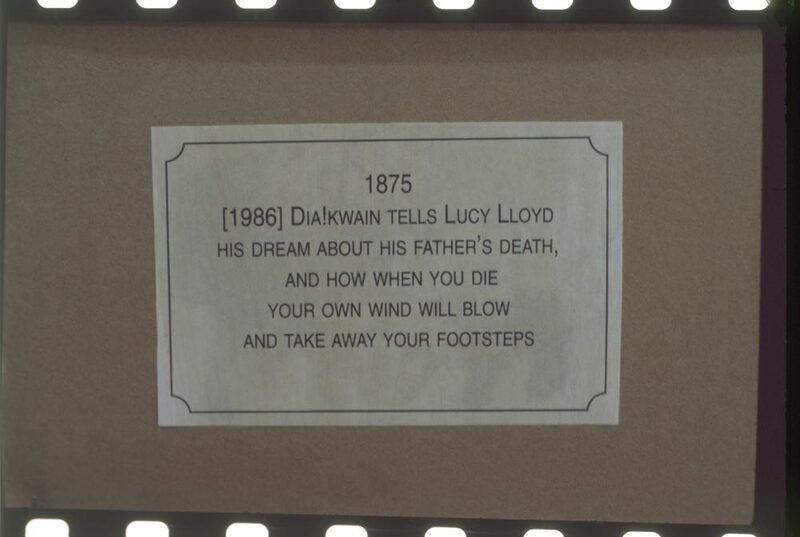 1875
[1986] Dia!kwain tells Lucy Lloyd
his dream about his father's death,
and how when you die
your own wind will blow
and take away your footsteps